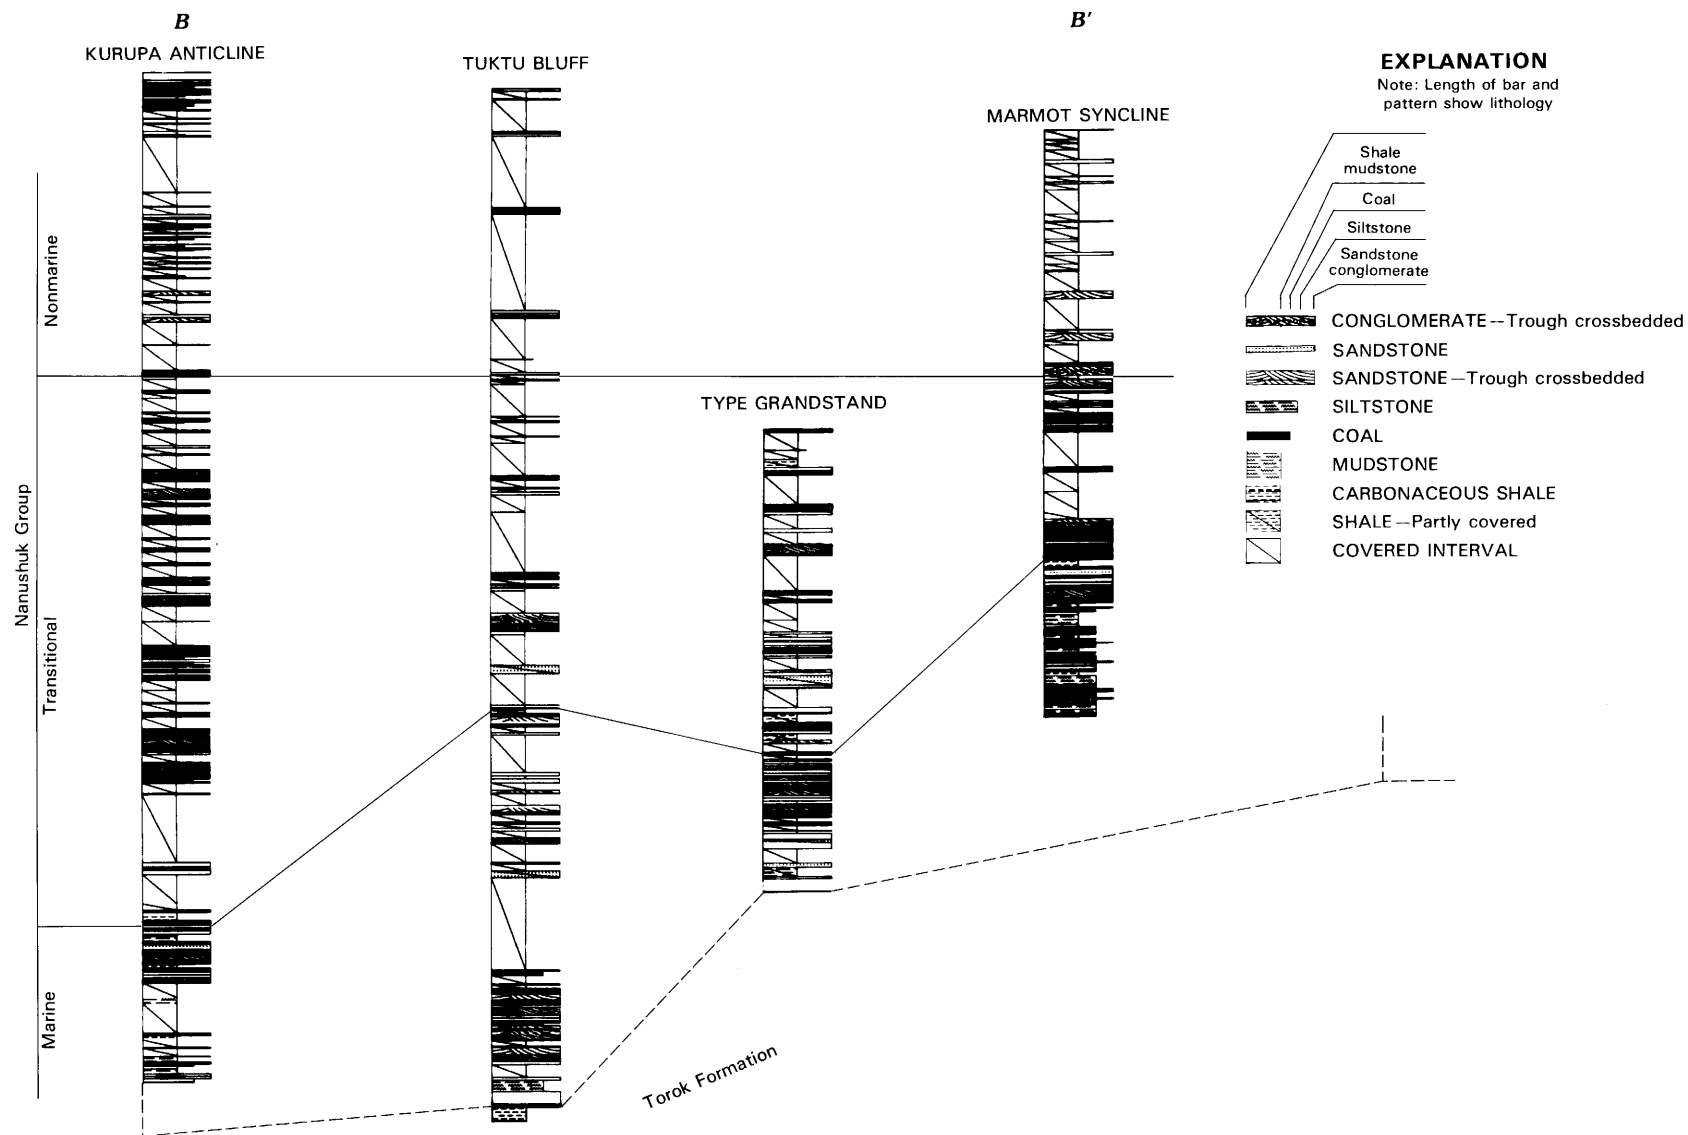 B
B′
KURUPA ANTICLINE
TUKTU BLUFF
MARMOT SYNCLINE
TYPE GRANDSTAND
Nanushuk Group
Nonmarine
Transitional
Marine
Torok Formation
EXPLANATION
Note: Length of bar and
pattern show lithology
Shale
mudstone
Coal
Siltstone
Sandstone
conglomerate
CONGLOMERATE--Trough crossbedded
SANDSTONE
SANDSTONE—Trough crossbedded
SILTSTONE
COAL
MUDSTONE
CARBONACEOUS SHALE
SHALE—Partly covered
COVERED INTERVAL